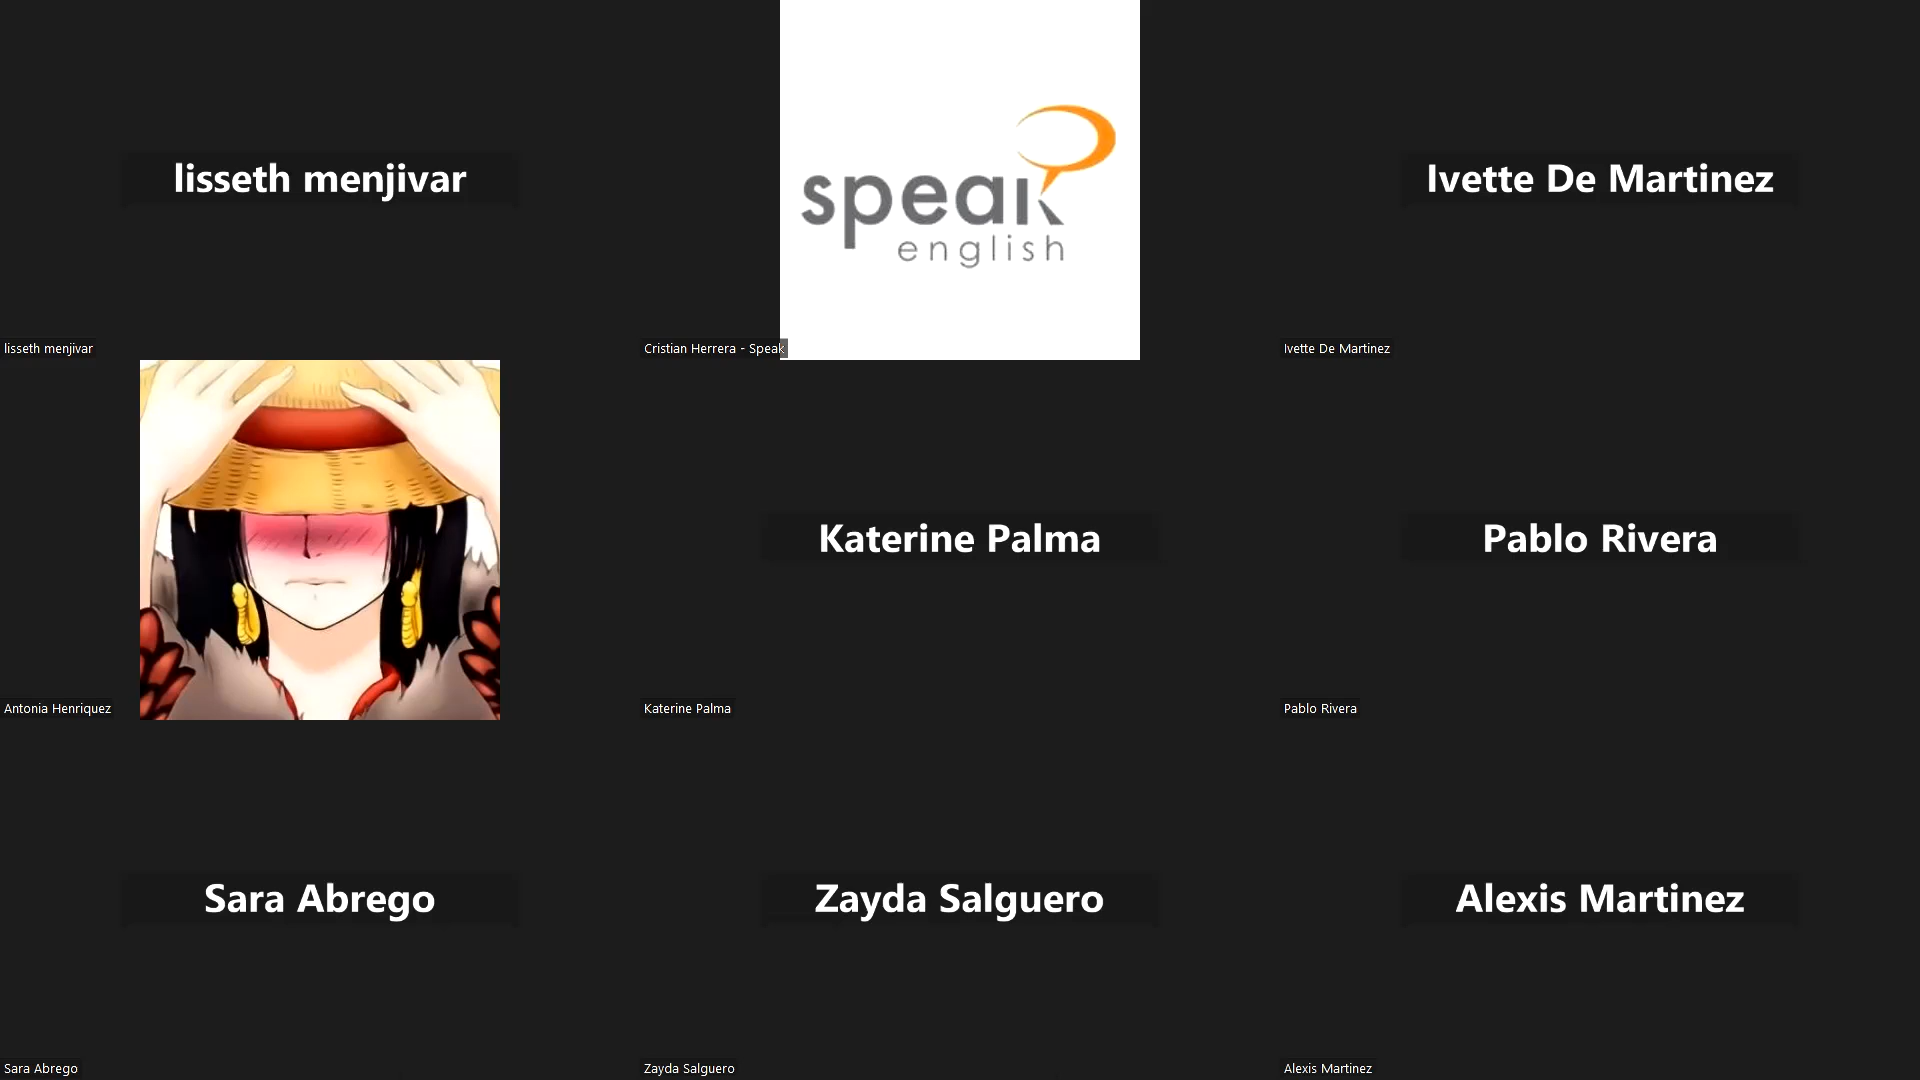 lisseth menjivar
lisseth menjivar
speak
english
Cristian Herrera - Speak
Ivette De Martinez
Ivette De Martinez
Antonia Henriquez
Katerine Palma
Katerine Palma
Pablo Rivera
Pablo Rivera
Sara Abrego
Sara Abrego
Zayda Salguero
Zayda Salguero
Alexis Martinez
Alexis Martinez